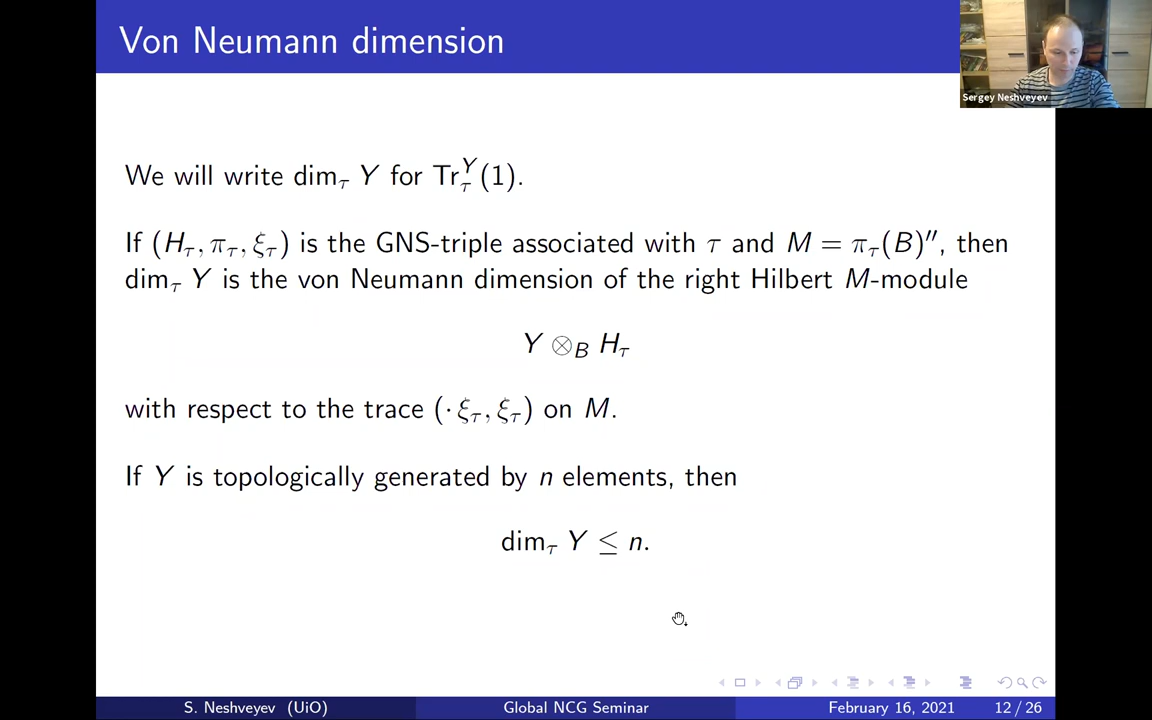 Von Neumann dimension
Sergey Neshveyev
We will write dim_τ Y for Tr_τ^Y(1).
If (H_τ, π_τ, ξ_τ) is the GNS-triple associated with τ and M = π_τ(B)″, then
dim_τ Y is the von Neumann dimension of the right Hilbert M-module
Y ⊗_B H_τ
with respect to the trace (· ξ_τ, ξ_τ) on M.
If Y is topologically generated by n elements, then
dim_τ Y ≤ n.
S. Neshveyev (UiO) Global NCG Seminar February 16, 2021 12 / 26